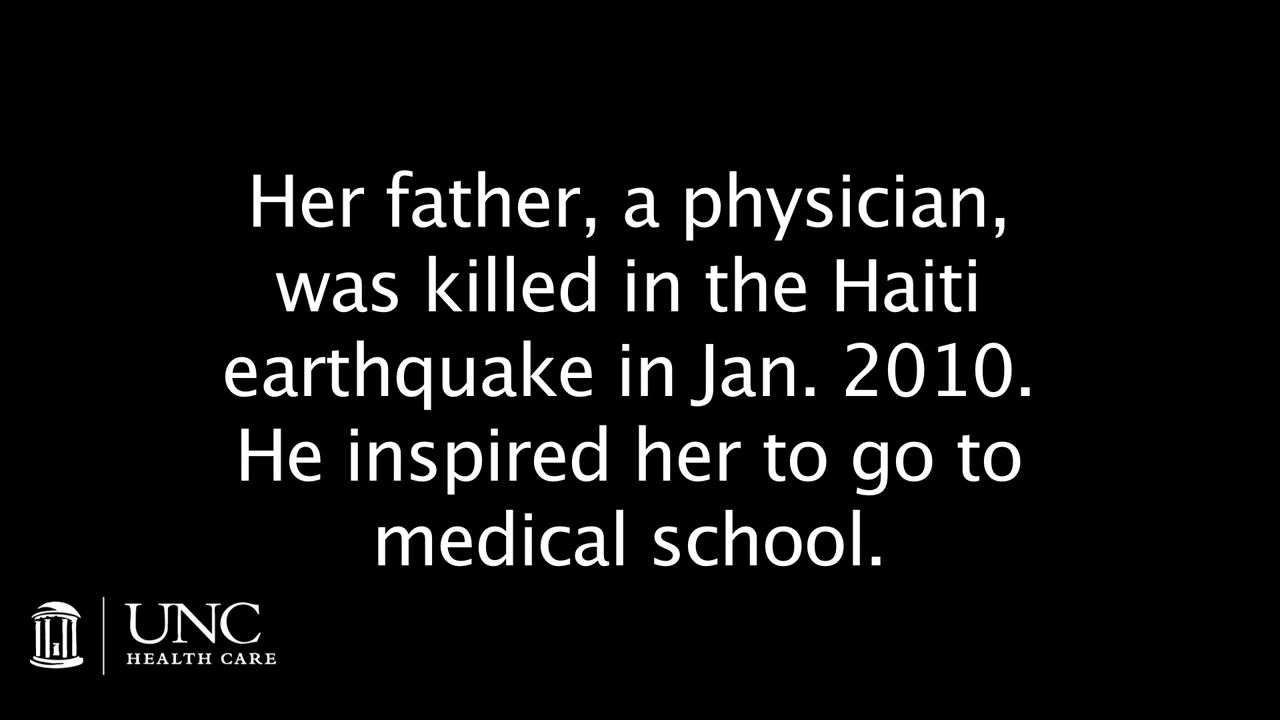 Her father, a physician,
was killed in the Haiti
earthquake in Jan. 2010.
He inspired her to go to
medical school.
UNC
HEALTH CARE